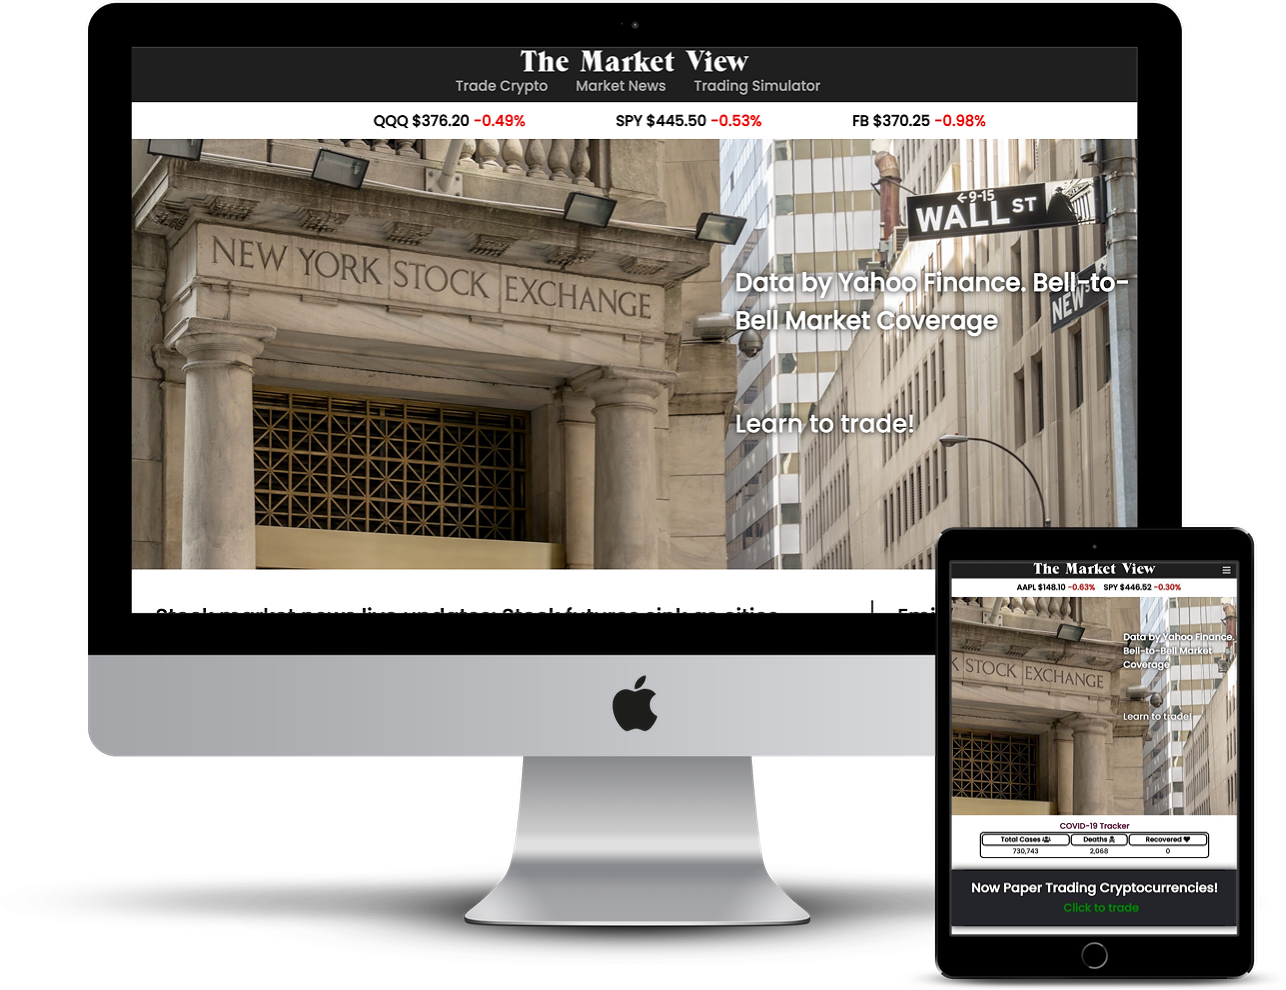 The Market View
Trade Crypto Market News Trading Simulator
QQQ $376.20 -0.49% SPY $445.50 -0.53% FB $370.25 -0.98%
NEW YORK STOCK EXCHANGE
←9-15
WALL ST
NEW
Data by Yahoo Finance. Bell-to-
Bell Market Coverage
Learn to trade!
The Market View
AAPL $148.10 -0.63% SPY $446.52 -0.30%
K STOCK EXCHANGE
Data by Yahoo Finance.
Bell-to-Bell Market
Coverage
Learn to trade!
COVID-19 Tracker
Total Cases Deaths Recovered
730,743 2,068 0
Now Paper Trading Cryptocurrencies!
Click to trade